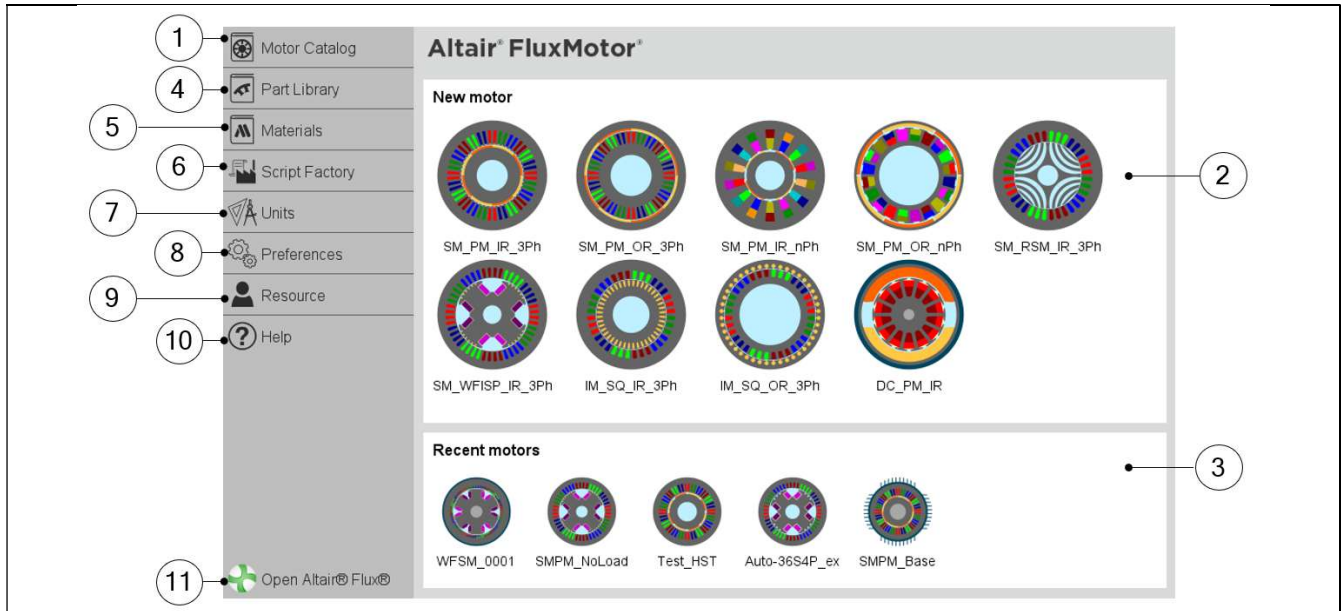 1
Motor Catalog
4
Part Library
5
Materials
6
Script Factory
7
Units
8
Preferences
9
Resource
10
Help
11
Open Altair® Flux®
Altair® FluxMotor®
New motor
SM_PM_IR_3Ph SM_PM_OR_3Ph SM_PM_IR_nPh SM_PM_OR_nPh SM_RSM_IR_3Ph
2
SM_WFISP_IR_3Ph IM_SQ_IR_3Ph IM_SQ_OR_3Ph DC_PM_IR
Recent motors
3
WFSM_0001 SMPM_NoLoad Test_HST Auto-36S4P_ex SMPM_Base